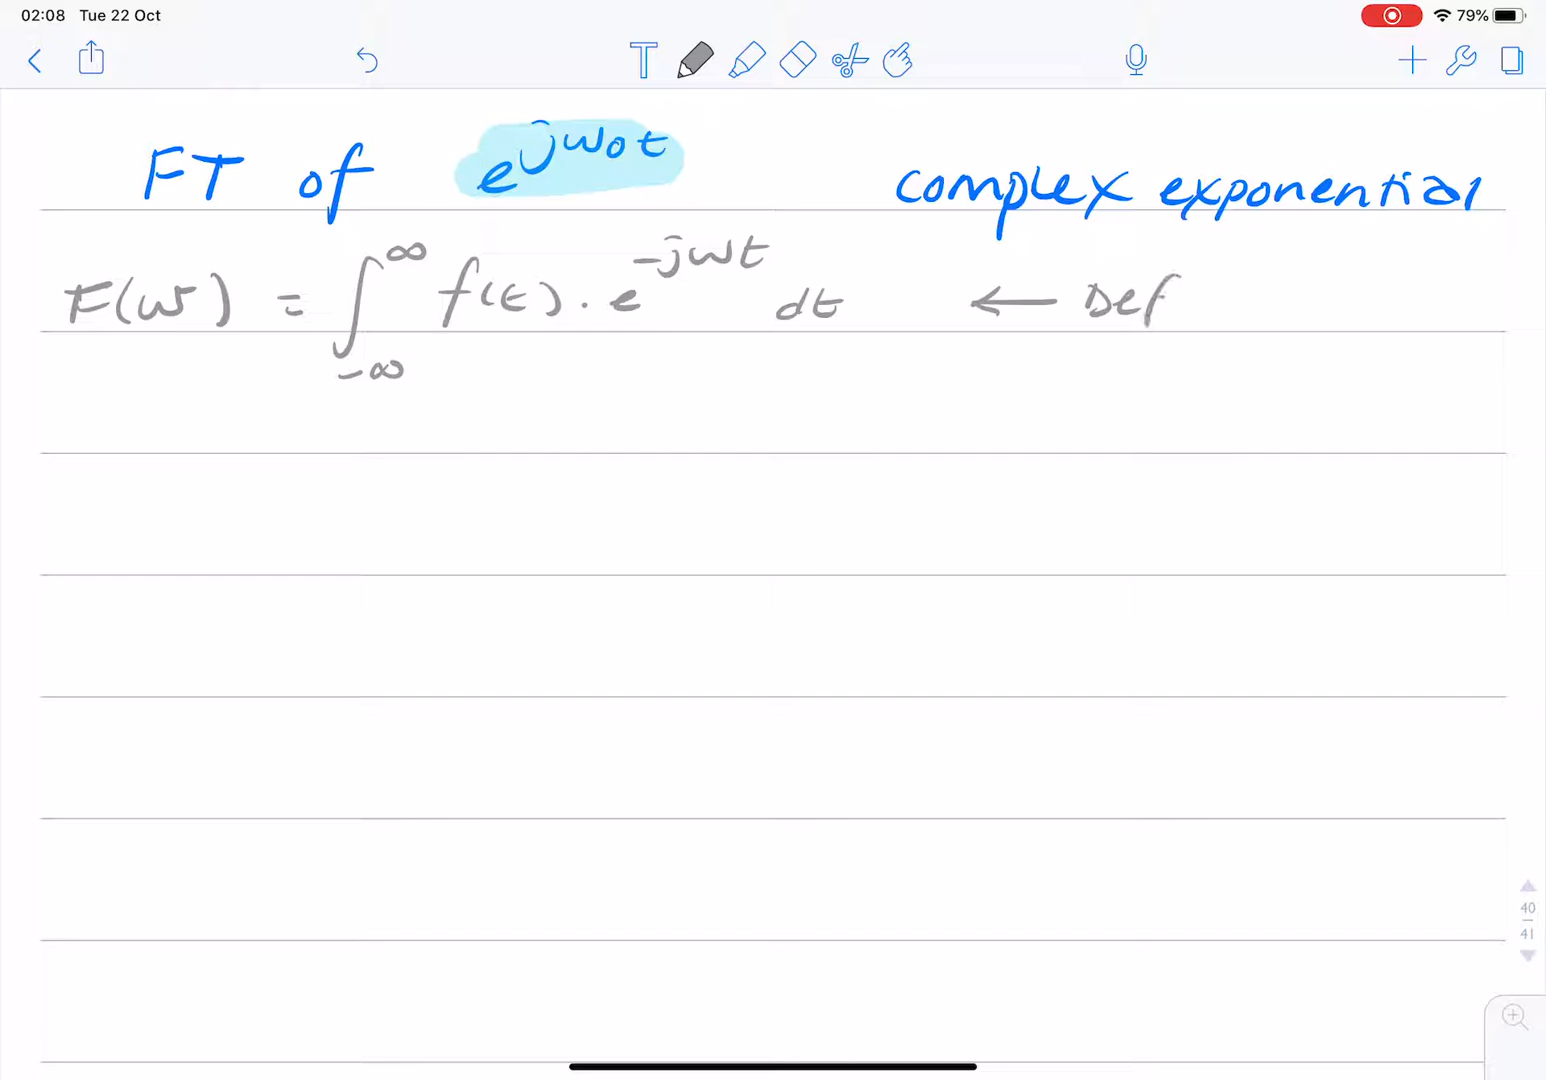 02:08 Tue 22 Oct 79%
T
FT of e^jω0t complex exponential
F(ω) = ∫_-∞^∞ f(t) · e^-jωt dt ← Def
40
41